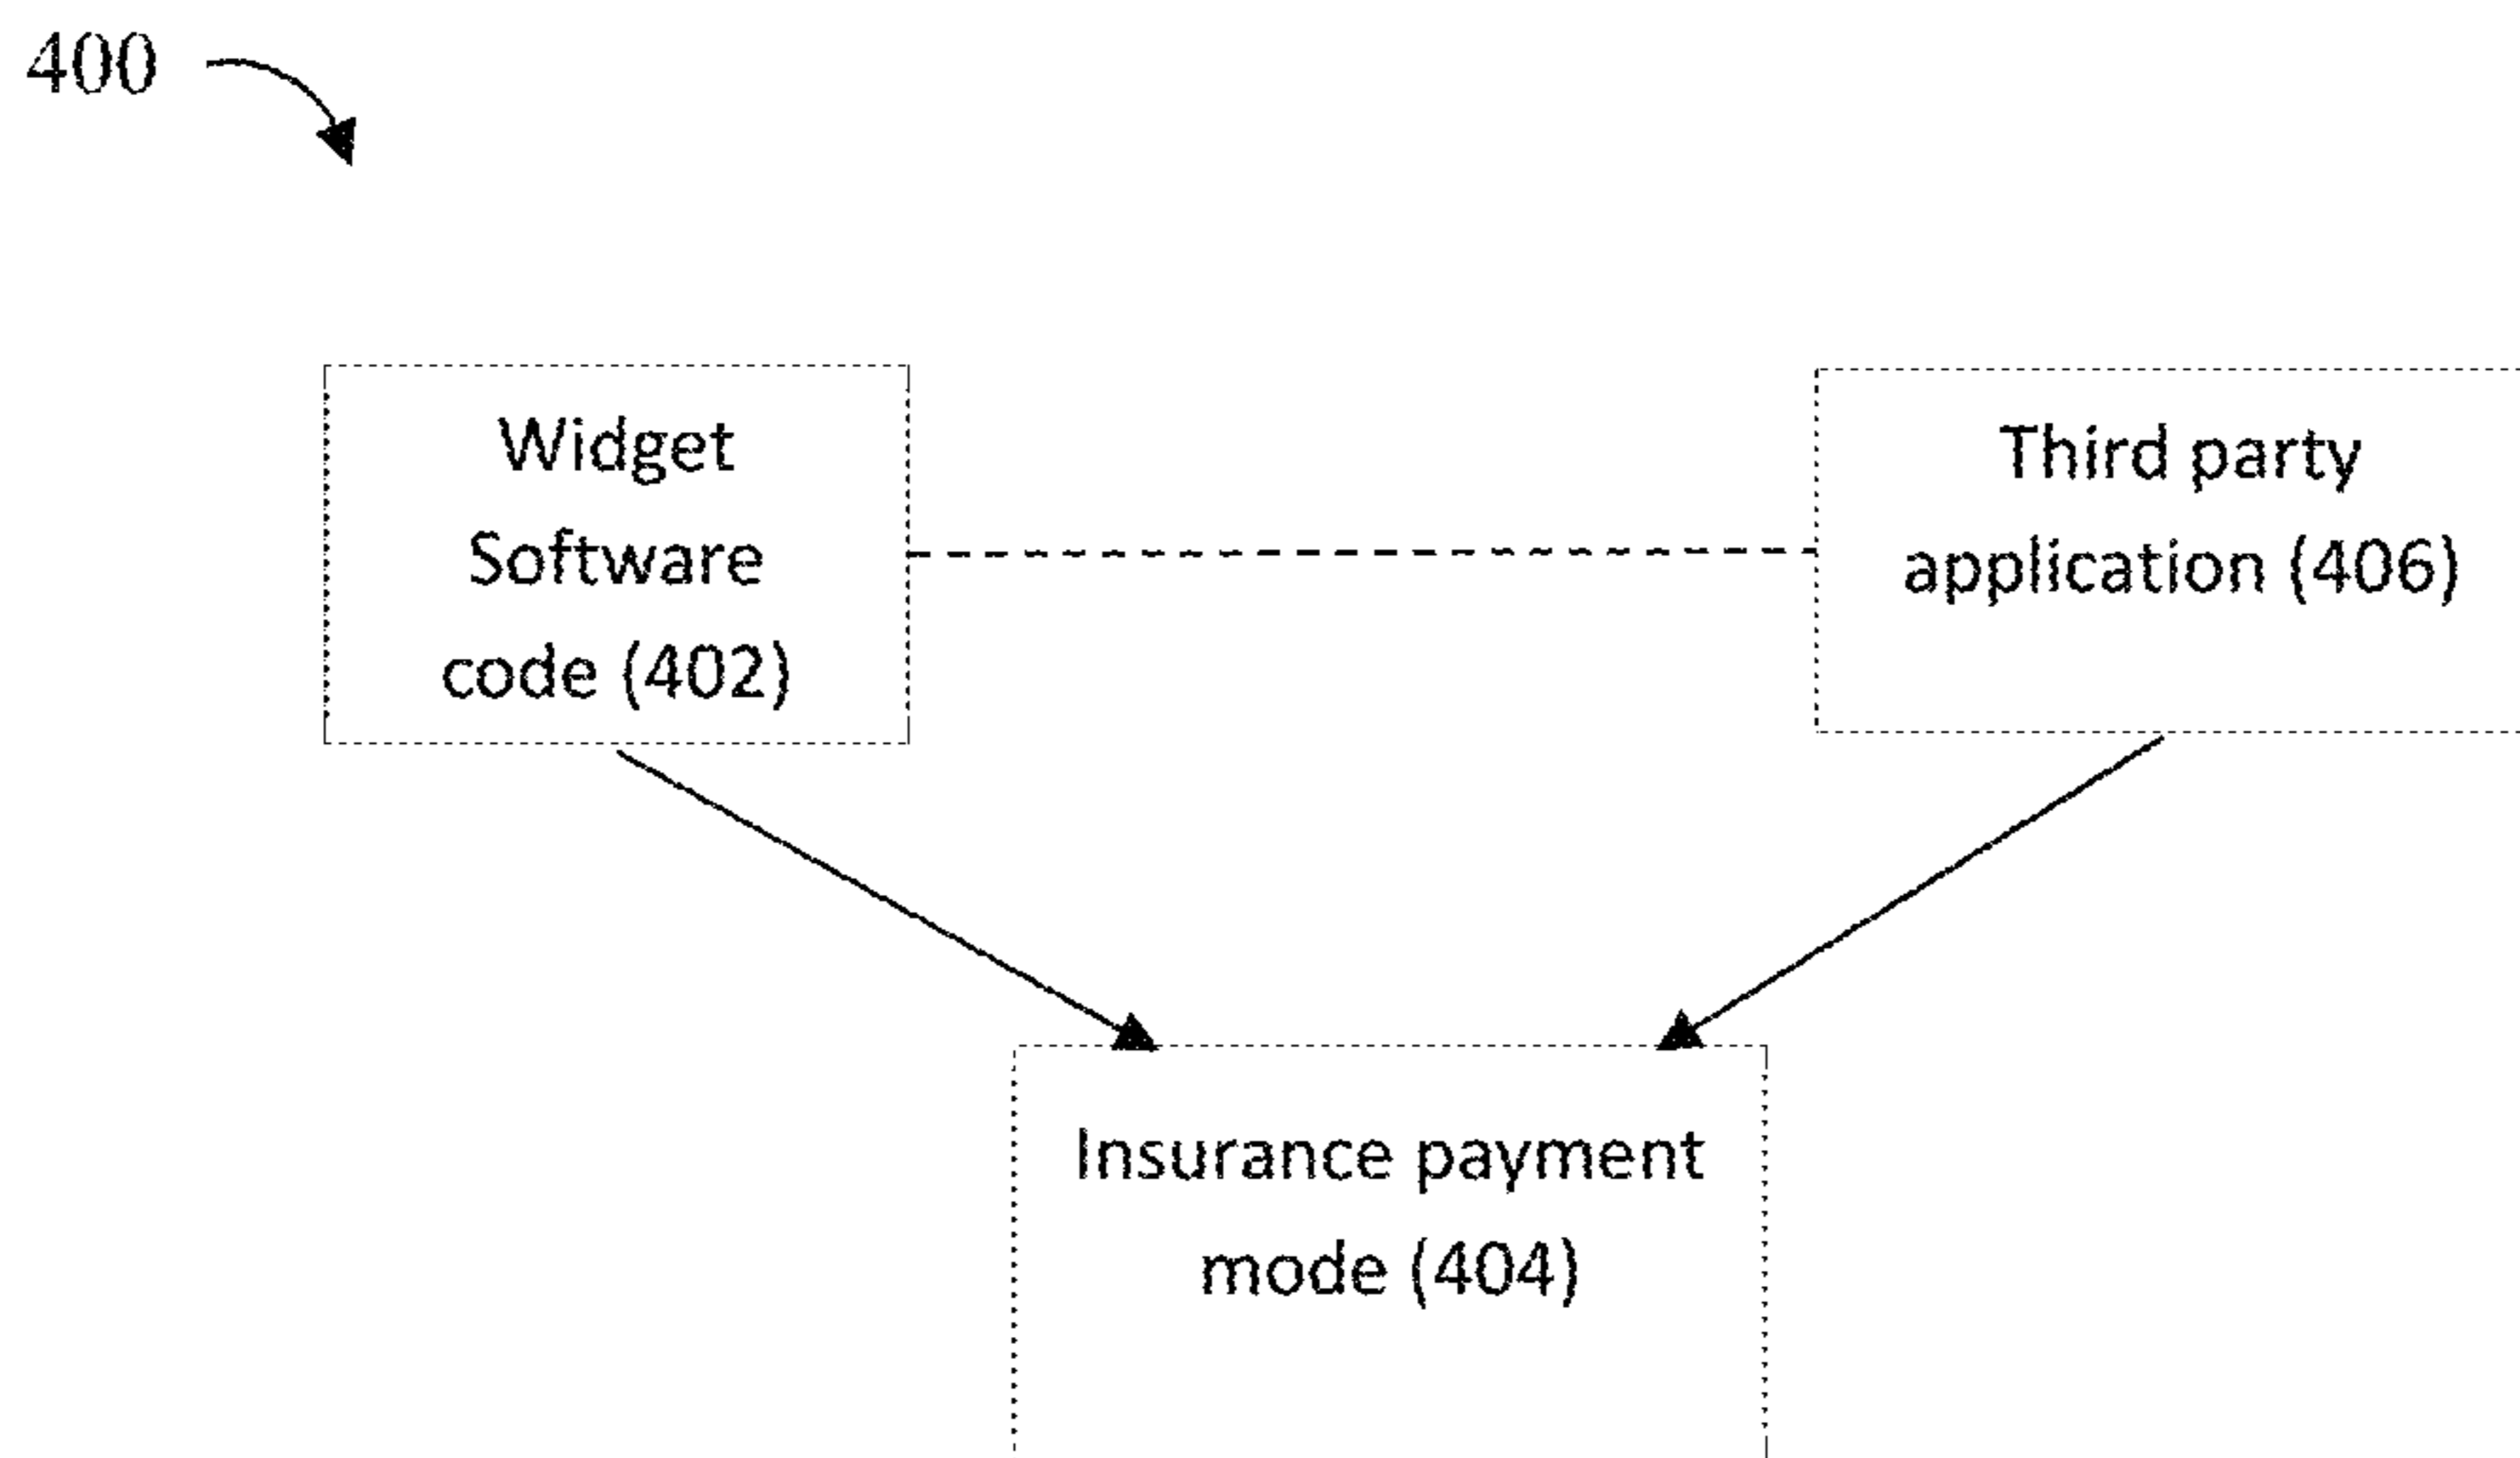 400
Widget
Software
code (402)
Third party
application (406)
Insurance payment
mode (404)